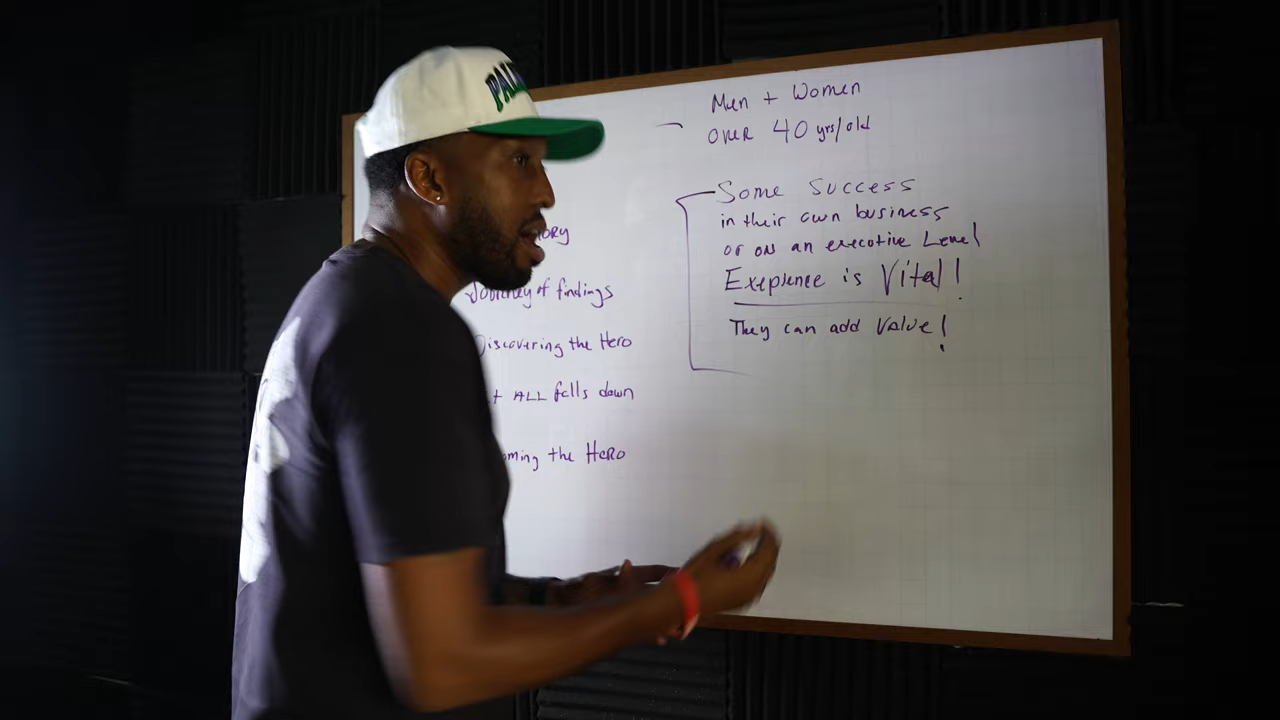 Men + Women
over 40 yrs/old
Some Success
in their own business
or on an executive Level
Exepience is Vital!
They can add Value!
Journey of findings
Discovering the Hero
ALL falls down
the Hero